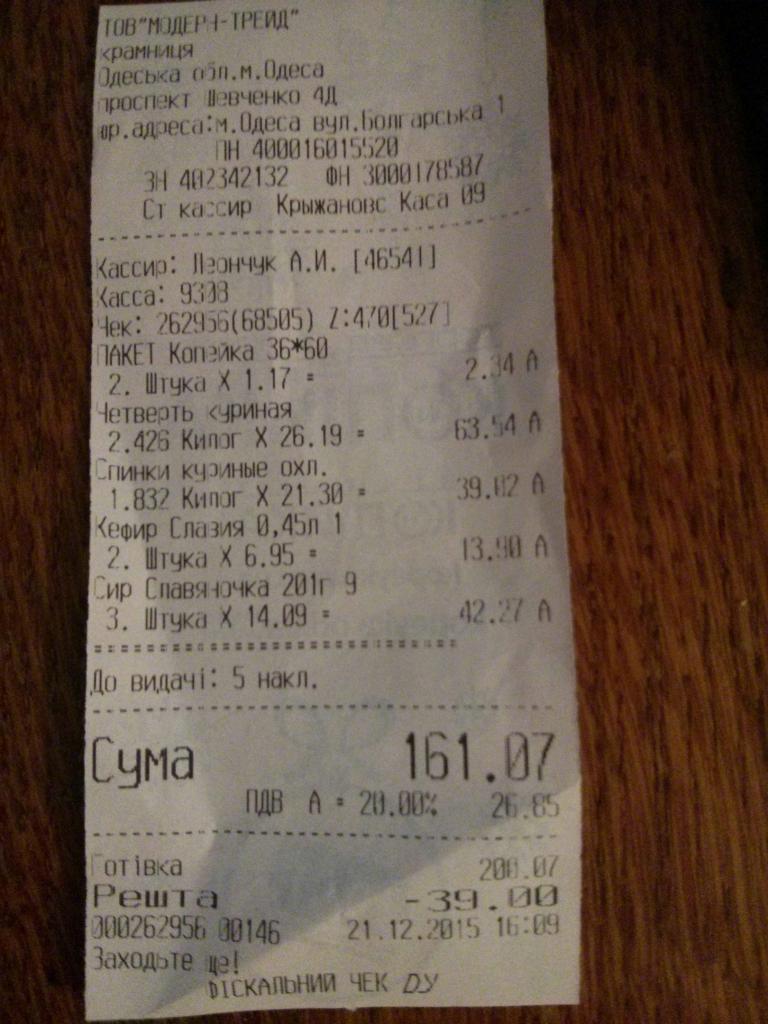 ТОВ"МОДЕРН-ТРЕЙД"
крамниця
Одеська обл.м.Одеса
проспект Шевченко 4Д
юр.адреса:м.Одеса вул.Болгарська 1
ПН 400016015520
ЗН 402342132 ФН 3000178587
Ст кассир Крыжановс Каса 09
Кассир: Леончук А.И. [46541]
Касса: 9308
Чек: 262956(68505) Z:470[527]
ПАКЕТ Копейка 36*60
2. Штука X 1.17 = 2.34 А
Четверть куриная
2.426 Килог X 26.19 = 63.54 А
Спинки куриные охл.
1.832 Килог X 21.30 = 39.02 А
Кефир Слазия 0,45л 1
2. Штука X 6.95 = 13.90 А
Сир Славяночка 201г 9
3. Штука X 14.09 = 42.27 А
До видачі: 5 накл.
Сума 161.07
ПДВ А = 20.00% 26.85
Готівка 200.07
Решта -39.00
000262956 00146 21.12.2015 16:09
Заходьте ще!
ФІСКАЛЬНИЙ ЧЕК